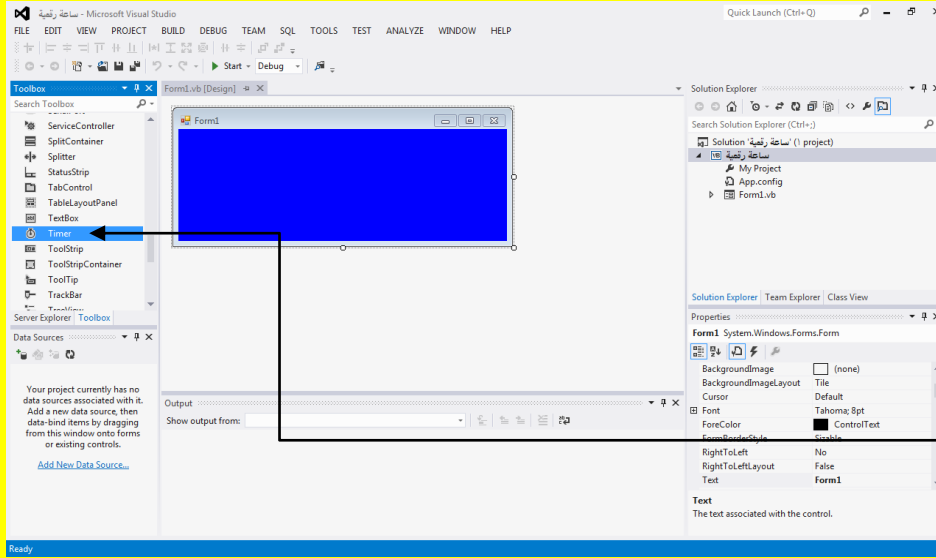 ساعة رقمية - Microsoft Visual Studio
Quick Launch (Ctrl+Q)
FILE EDIT VIEW PROJECT BUILD DEBUG TEAM SQL TOOLS TEST ANALYZE WINDOW HELP
Start Debug
Toolbox
Search Toolbox
ServiceController
SplitContainer
Splitter
StatusStrip
TabControl
TableLayoutPanel
TextBox
Timer
ToolStrip
ToolStripContainer
ToolTip
TrackBar
TreeView
Server Explorer Toolbox
Data Sources
Your project currently has no
data sources associated with it.
Add a new data source, then
data-bind items by dragging
from this window onto forms
or existing controls.
Add New Data Source...
Form1.vb [Design]
Form1
Output
Show output from:
Solution Explorer
Search Solution Explorer (Ctrl+;)
Solution 'ساعة رقمية' (١ project)
ساعة رقمية
My Project
App.config
Form1.vb
Solution Explorer Team Explorer Class View
Properties
Form1 System.Windows.Forms.Form
BackgroundImage (none)
BackgroundImageLayout Tile
Cursor Default
Font Tahoma; 8pt
ForeColor ControlText
FormBorderStyle Sizable
RightToLeft No
RightToLeftLayout False
Text Form1
Text
The text associated with the control.
Ready